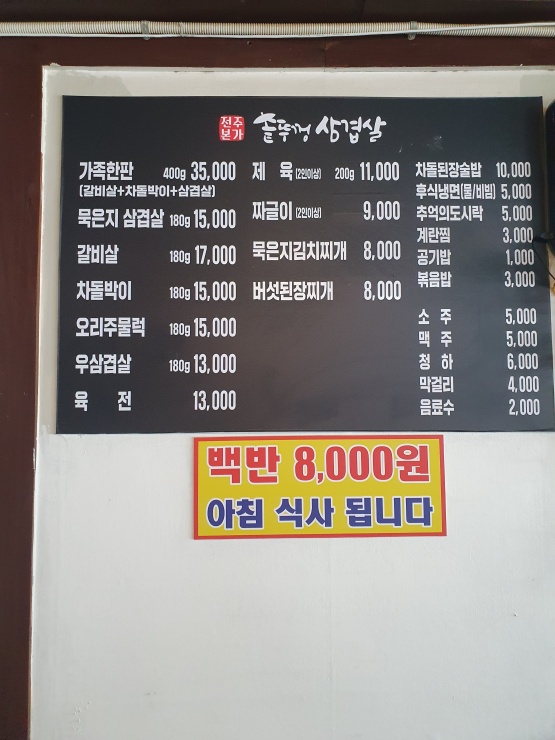 전주
본가 솥뚜껑 삼겹살
가족한판 400g 35,000
(갈비살+차돌박이+삼겹살)
묵은지 삼겹살 180g 15,000
갈비살 180g 17,000
차돌박이 180g 15,000
오리주물럭 180g 15,000
우삼겹살 180g 13,000
육 전 13,000
제 육 (2인이상) 200g 11,000
짜글이 (2인이상) 9,000
묵은지김치찌개 8,000
버섯된장찌개 8,000
차돌된장술밥 10,000
후식냉면(물/비빔) 5,000
추억의도시락 5,000
계란찜 3,000
공기밥 1,000
볶음밥 3,000
소 주 5,000
맥 주 5,000
청 하 6,000
막걸리 4,000
음료수 2,000
백반 8,000원
아침 식사 됩니다